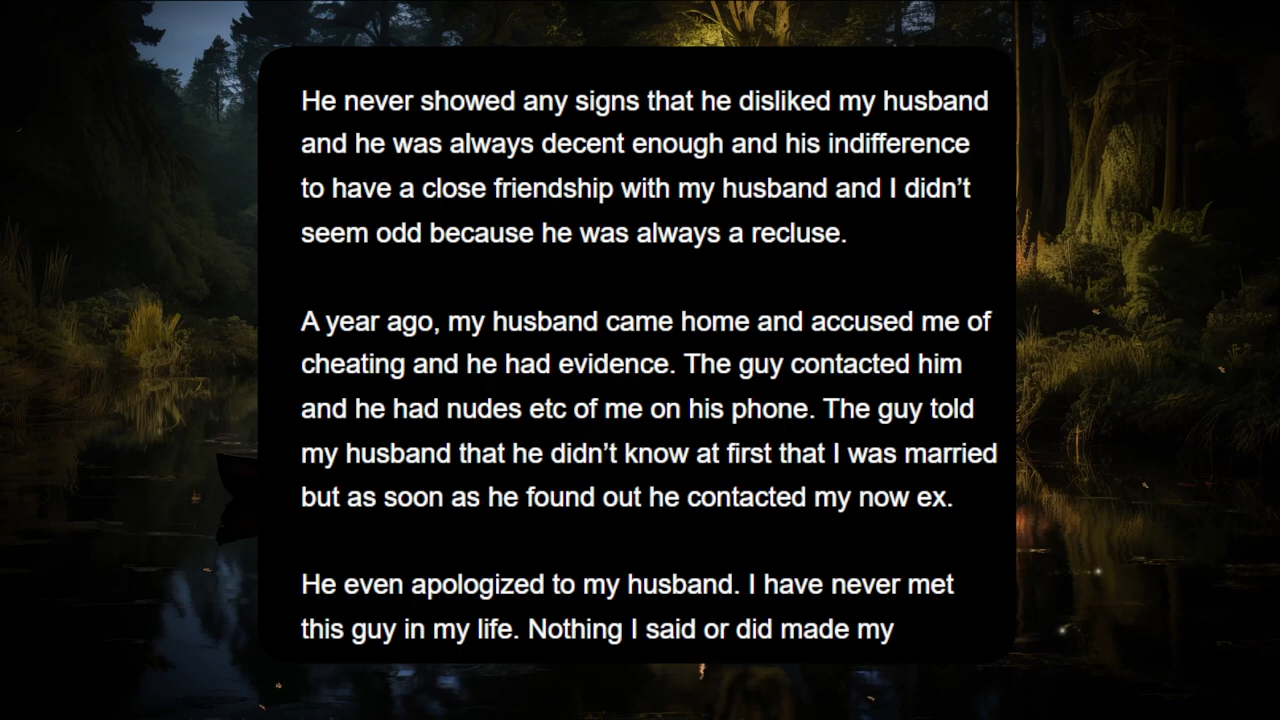 He never showed any signs that he disliked my husband
and he was always decent enough and his indifference
to have a close friendship with my husband and I didn’t
seem odd because he was always a recluse.
A year ago, my husband came home and accused me of
cheating and he had evidence. The guy contacted him
and he had nudes etc of me on his phone. The guy told
my husband that he didn’t know at first that I was married
but as soon as he found out he contacted my now ex.
He even apologized to my husband. I have never met
this guy in my life. Nothing I said or did made my